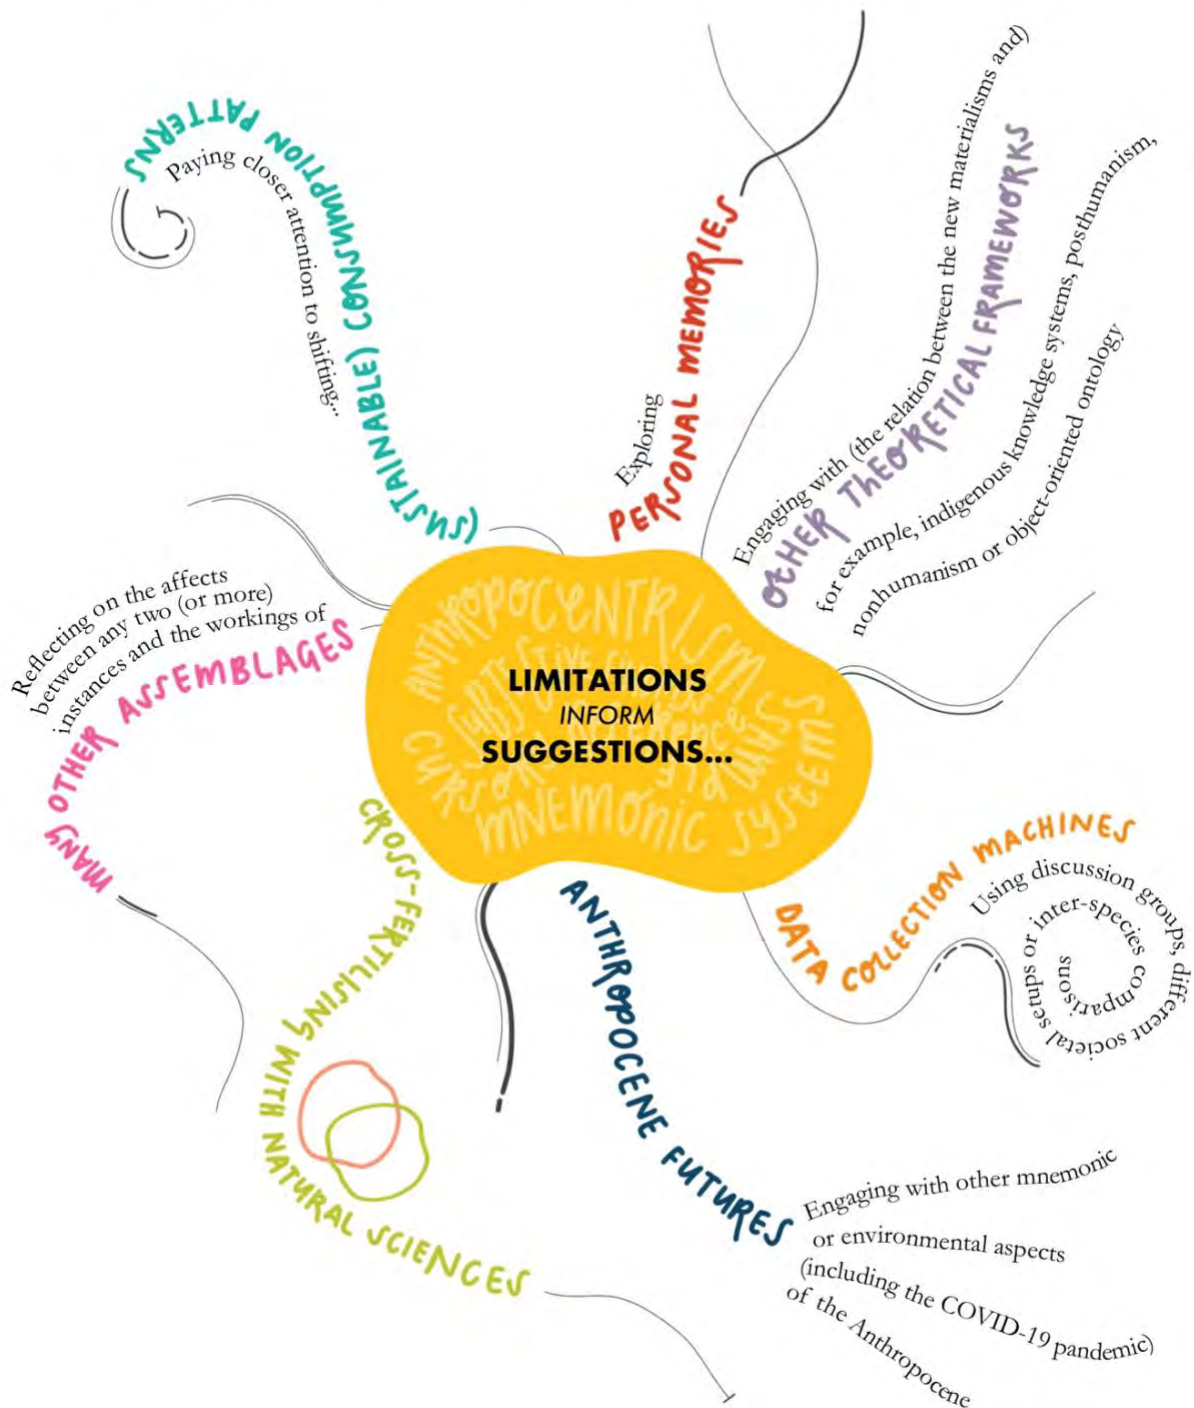 (SUSTAINABLE) CONSUMPTION PATTERNS
Paying closer attention to shifting...
Exploring
PERSONAL MEMORIES
Engaging with (the relation between the new materialisms and)
OTHER THEORETICAL FRAMEWORKS
for example, indigenous knowledge systems, posthumanism,
nonhumanism or object-oriented ontology
Reflecting on the affects
between any two (or more)
instances and the workings of
MANY OTHER ASSEMBLAGES
ANTHROPOCENTRISM
LIMITATIONS
INFORM
SUGGESTIONS...
SAMPLE
MNEMONIC SYSTEMS
CROSS-FERTILISING WITH NATURAL SCIENCES
ANTHROPOCENE FUTURES
Engaging with other mnemonic
or environmental aspects
(including the COVID-19 pandemic)
of the Anthropocene
DATA COLLECTION MACHINES
Using discussion groups, different societal setups or inter-species comparisons